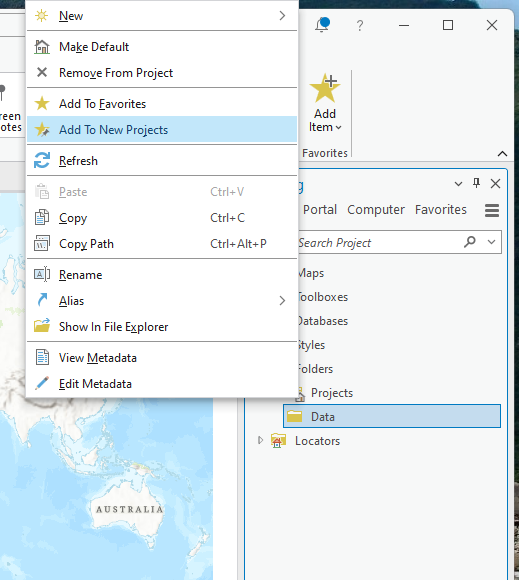 New
Make Default
Remove From Project
Add To Favorites
Add To New Projects
Refresh
Paste Ctrl+V
Copy Ctrl+C
Copy Path Ctrl+Alt+P
Rename
Alias
Show In File Explorer
View Metadata
Edit Metadata
?
Add
Item
Favorites
Portal Computer Favorites
Search Project
Maps
Toolboxes
Databases
Styles
Folders
Projects
Data
Locators
AUSTRALIA